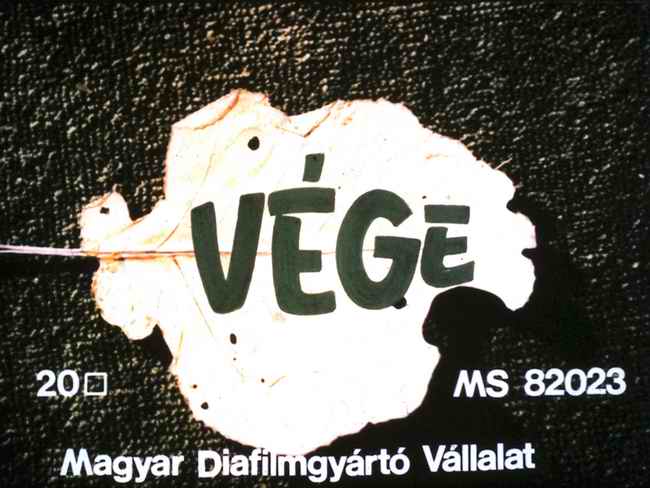 VÉGE
20□ MS 82023
Magyar Diafilmgyártó Vállalat